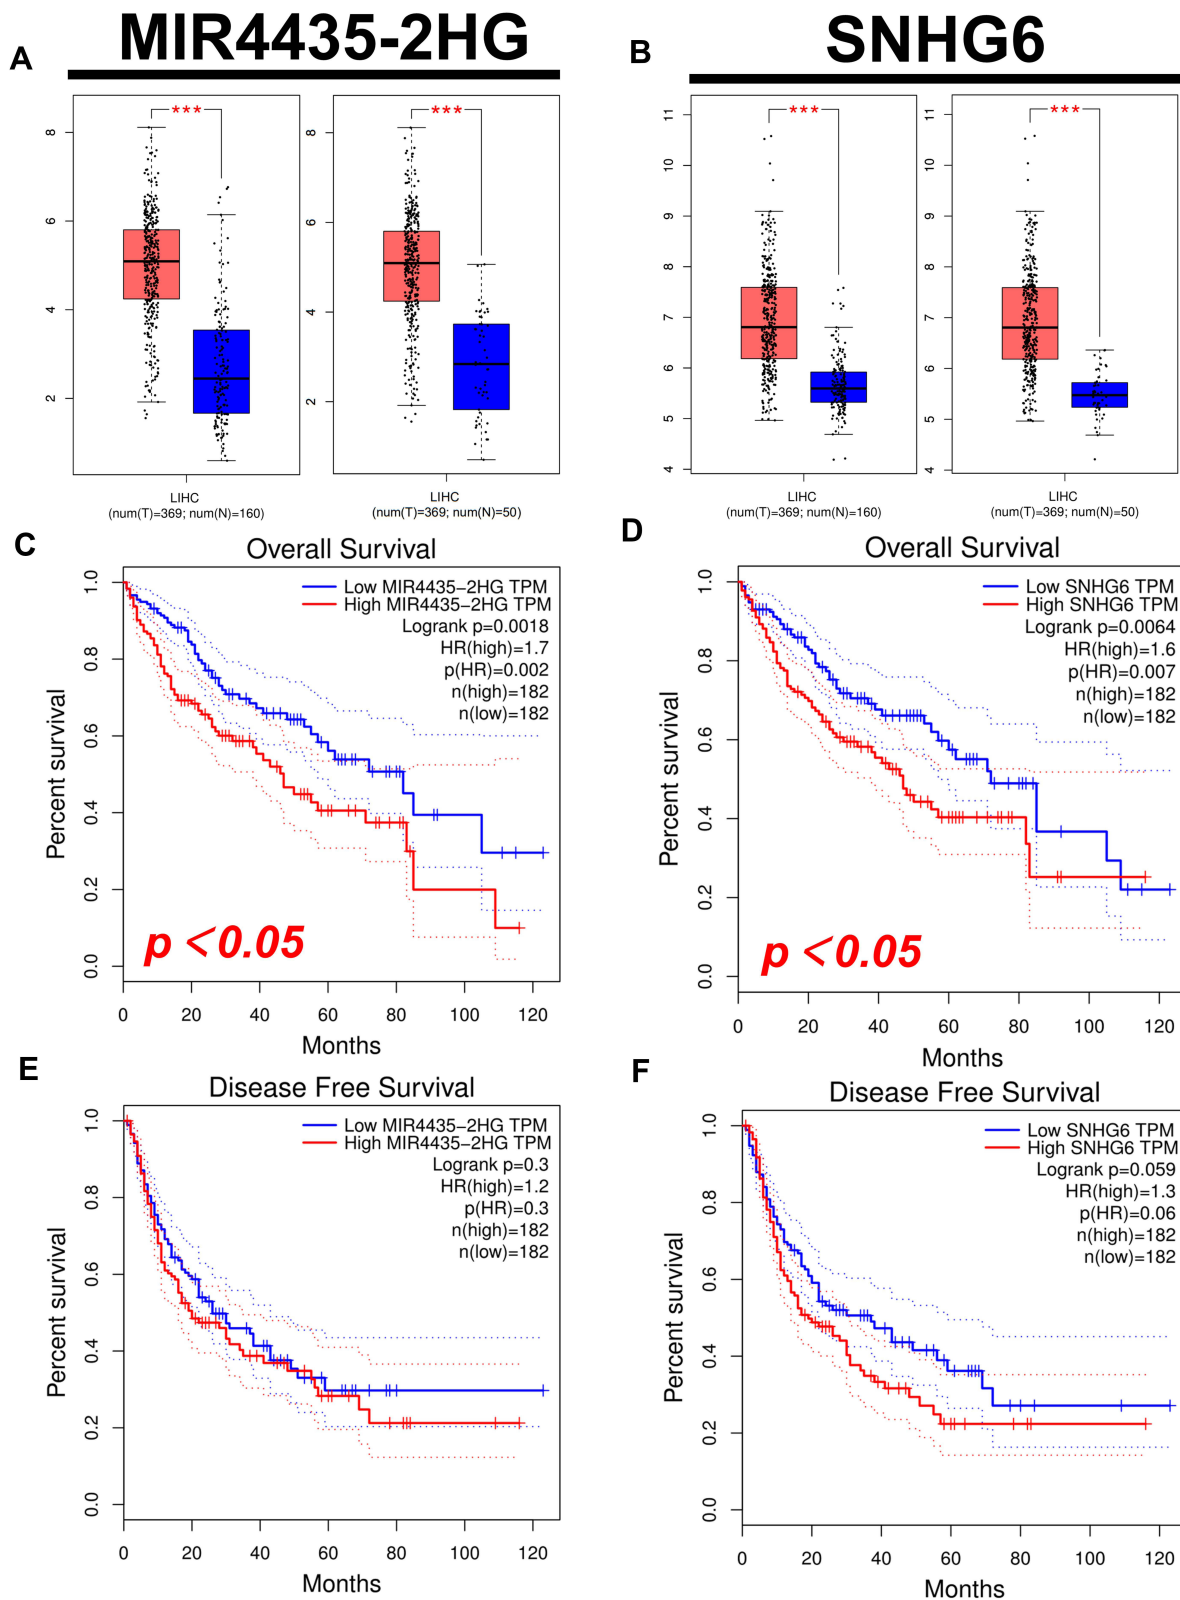 MIR4435-2HG
SNHG6
A
B
***
***
***
***
8
6
4
2
8
6
4
2
11
10
9
8
7
6
5
4
11
10
9
8
7
6
5
4
LIHC
(num(T)=369; num(N)=160)
LIHC
(num(T)=369; num(N)=50)
LIHC
(num(T)=369; num(N)=160)
LIHC
(num(T)=369; num(N)=50)
C
Overall Survival
Low MIR4435−2HG TPM
High MIR4435−2HG TPM
Logrank p=0.0018
HR(high)=1.7
p(HR)=0.002
n(high)=182
n(low)=182
Percent survival
1.0
0.8
0.6
0.4
0.2
0.0
p <0.05
0 20 40 60 80 100 120
Months
D
Overall Survival
Low SNHG6 TPM
High SNHG6 TPM
Logrank p=0.0064
HR(high)=1.6
p(HR)=0.007
n(high)=182
n(low)=182
Percent survival
1.0
0.8
0.6
0.4
0.2
0.0
p <0.05
0 20 40 60 80 100 120
Months
E
Disease Free Survival
Low MIR4435−2HG TPM
High MIR4435−2HG TPM
Logrank p=0.3
HR(high)=1.2
p(HR)=0.3
n(high)=182
n(low)=182
Percent survival
1.0
0.8
0.6
0.4
0.2
0.0
0 20 40 60 80 100 120
Months
F
Disease Free Survival
Low SNHG6 TPM
High SNHG6 TPM
Logrank p=0.059
HR(high)=1.3
p(HR)=0.06
n(high)=182
n(low)=182
Percent survival
1.0
0.8
0.6
0.4
0.2
0.0
0 20 40 60 80 100 120
Months